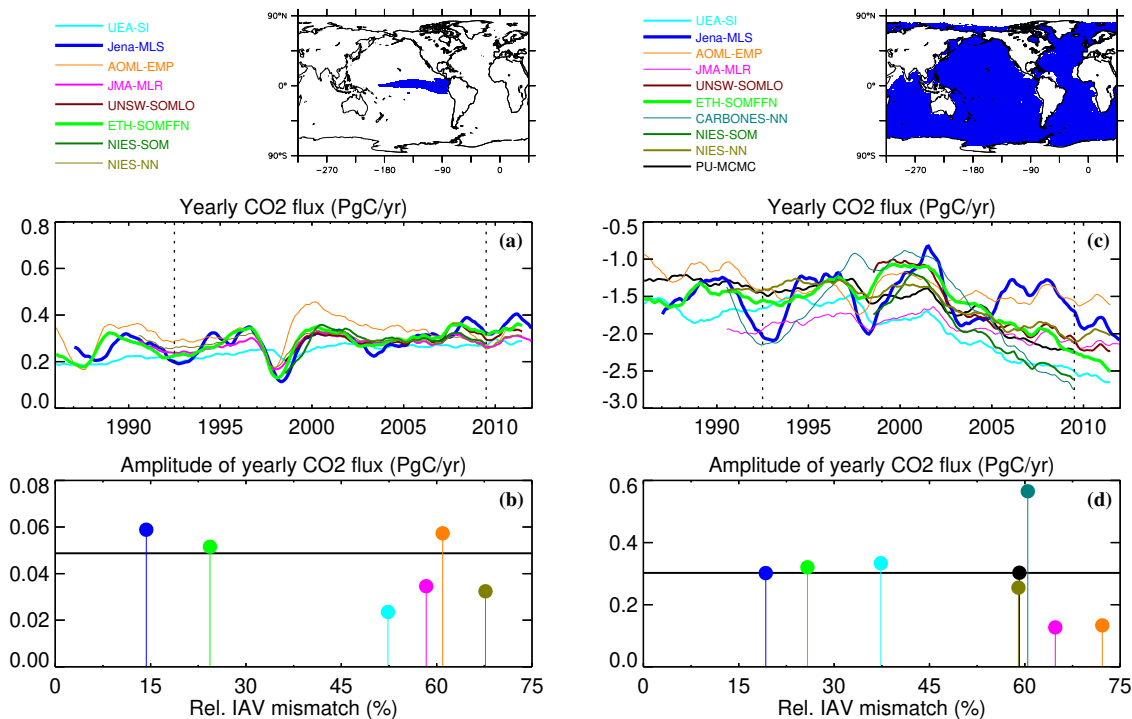 UEA-SI
Jena-MLS
AOML-EMP
JMA-MLR
UNSW-SOMLO
ETH-SOMFFN
NIES-SOM
NIES-NN
90°N
0°
90°S
-270 -180 -90 0
Yearly CO2 flux (PgC/yr)
(a)
0.8
0.6
0.4
0.2
0.0
1990 1995 2000 2005 2010
Amplitude of yearly CO2 flux (PgC/yr)
(b)
0.08
0.06
0.04
0.02
0.00
0 15 30 45 60 75
Rel. IAV mismatch (%)
UEA-SI
Jena-MLS
AOML-EMP
JMA-MLR
UNSW-SOMLO
ETH-SOMFFN
CARBONES-NN
NIES-SOM
NIES-NN
PU-MCMC
90°N
0°
90°S
-270 -180 -90 0
Yearly CO2 flux (PgC/yr)
(c)
-0.5
-1.0
-1.5
-2.0
-2.5
-3.0
1990 1995 2000 2005 2010
Amplitude of yearly CO2 flux (PgC/yr)
(d)
0.6
0.4
0.2
0.0
0 15 30 45 60 75
Rel. IAV mismatch (%)